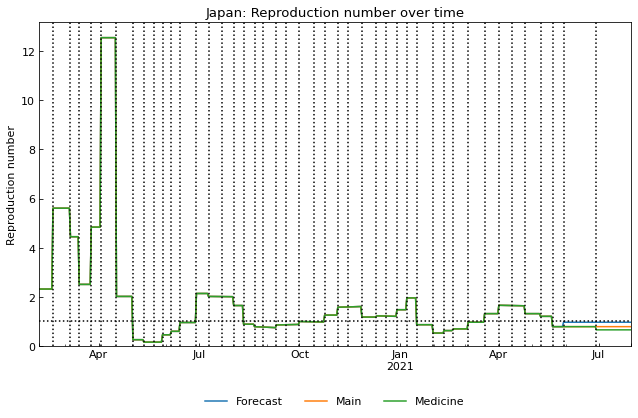 Japan: Reproduction number over time
Reproduction number
12
10
8
6
4
2
0
Apr Jul Oct Jan Apr Jul
2021
Forecast Main Medicine